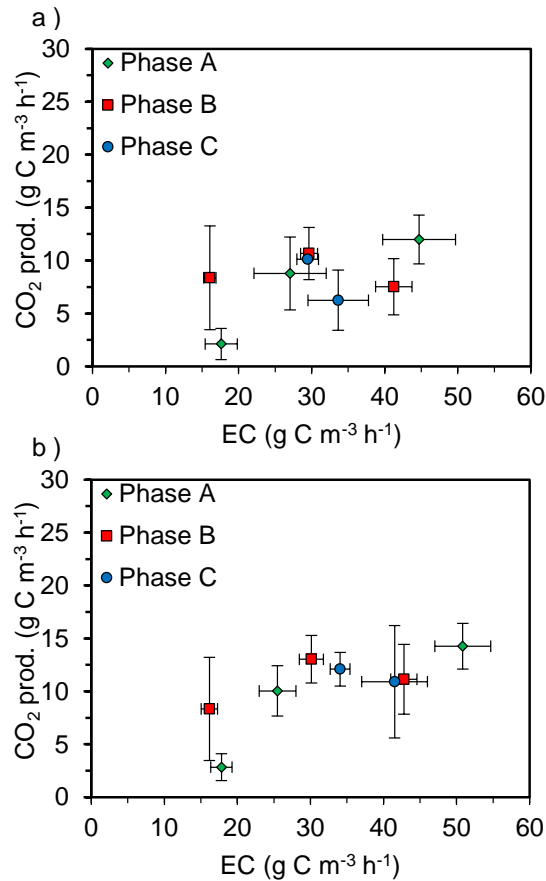 a )
30
25
20
15
10
5
0
CO₂ prod. (g C m⁻³ h⁻¹)
Phase A
Phase B
Phase C
0 10 20 30 40 50 60
EC (g C m⁻³ h⁻¹)
b )
30
25
20
15
10
5
0
CO₂ prod. (g C m⁻³ h⁻¹)
Phase A
Phase B
Phase C
0 10 20 30 40 50 60
EC (g C m⁻³ h⁻¹)